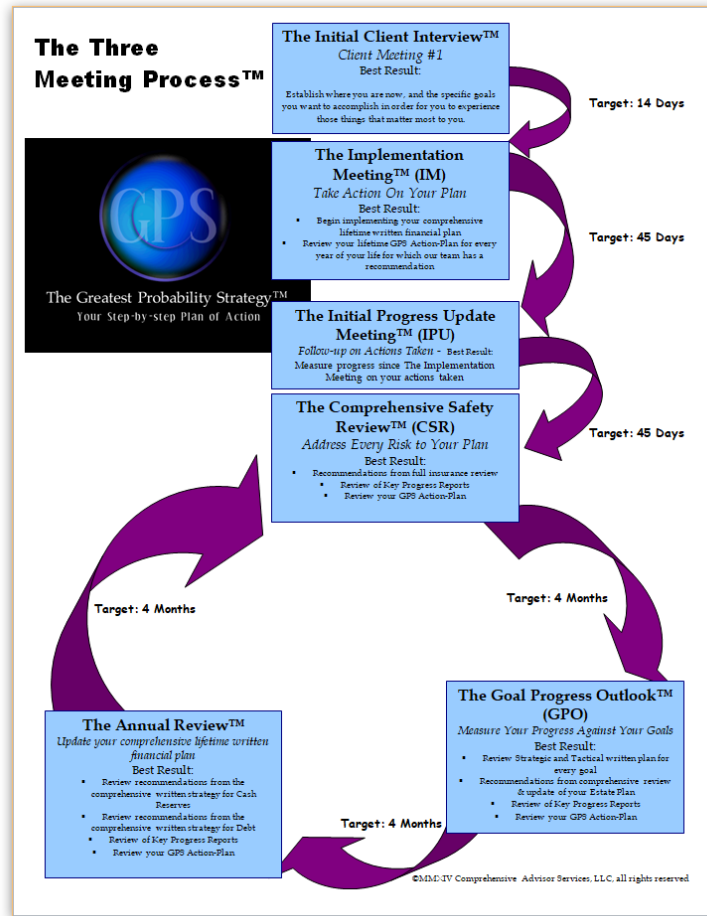 The Three
Meeting Process™
The Initial Client Interview™
Client Meeting #1
Best Result:
Establish where you are now, and the specific goals
you want to accomplish in order for you to experience
those things that matter most to you.
Target: 14 Days
GPS
The Greatest Probability Strategy™
Your Step-by-step Plan of Action
The Implementation
Meeting™ (IM)
Take Action On Your Plan
Best Result:
▪ Begin implementing your comprehensive
lifetime written financial plan
▪ Review your lifetime GPS Action-Plan for every
year of your life for which our team has a
recommendation
Target: 45 Days
The Initial Progress Update
Meeting™ (IPU)
Follow-up on Actions Taken - Best Result:
Measure progress since The Implementation
Meeting on your actions taken
Target: 45 Days
The Comprehensive Safety
Review™ (CSR)
Address Every Risk to Your Plan
Best Result:
▪ Recommendations from full insurance review
▪ Review of Key Progress Reports
▪ Review your GPS Action-Plan
Target: 4 Months
The Goal Progress Outlook™
(GPO)
Measure Your Progress Against Your Goals
Best Result:
▪ Review Strategic and Tactical written plan for
every goal
▪ Recommendations from comprehensive review
& update of your Estate Plan
▪ Review of Key Progress Reports
▪ Review your GPS Action-Plan
Target: 4 Months
The Annual Review™
Update your comprehensive lifetime written
financial plan
Best Result:
▪ Review recommendations from the
comprehensive written strategy for Cash
Reserves
▪ Review recommendations from the
comprehensive written strategy for Debt
▪ Review of Key Progress Reports
▪ Review your GPS Action-Plan
Target: 4 Months
©MMXIV Comprehensive Advisor Services, LLC, all rights reserved